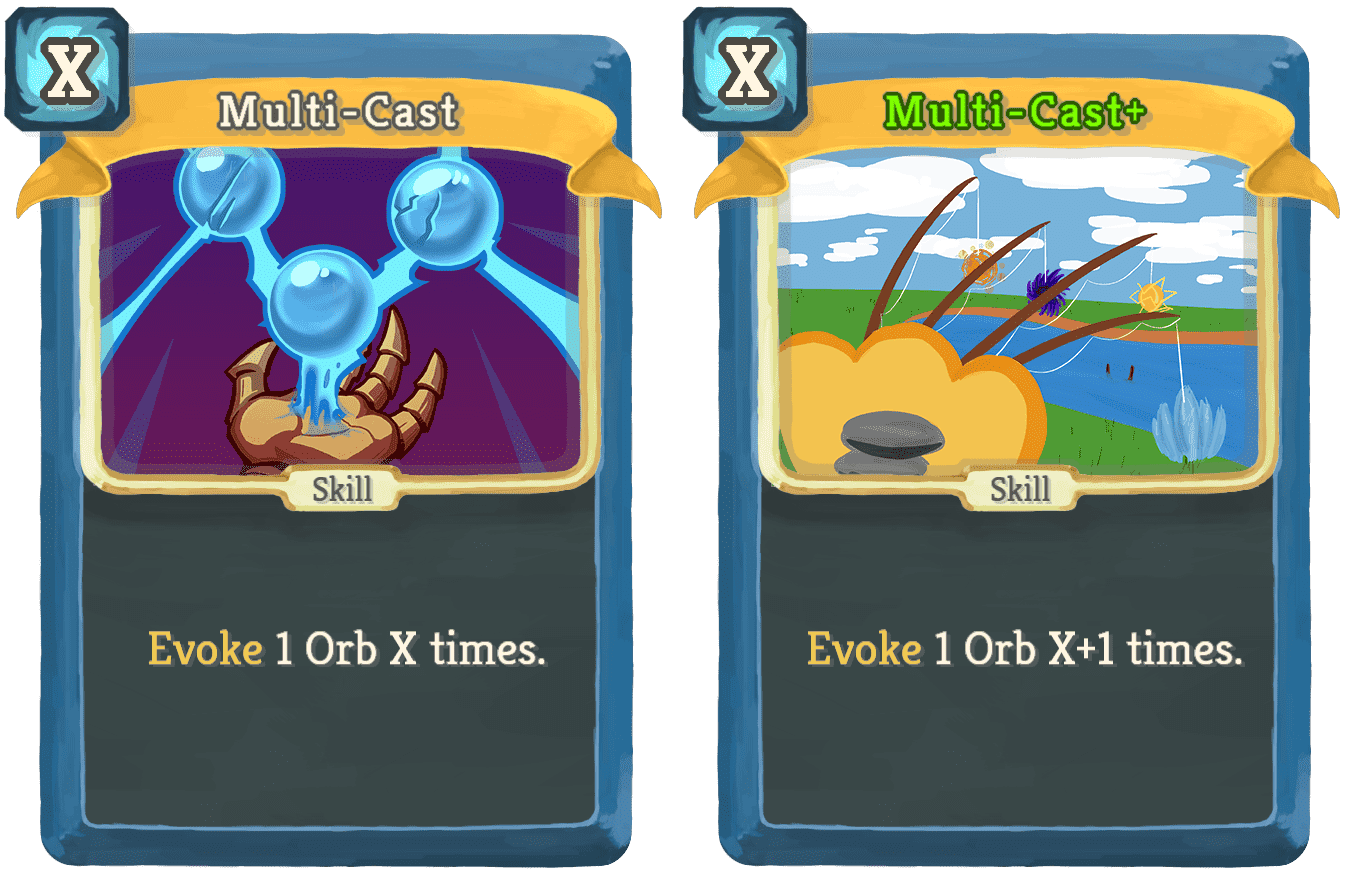 X
Multi-Cast
Skill
Evoke 1 Orb X times.
X
Multi-Cast+
Skill
Evoke 1 Orb X+1 times.